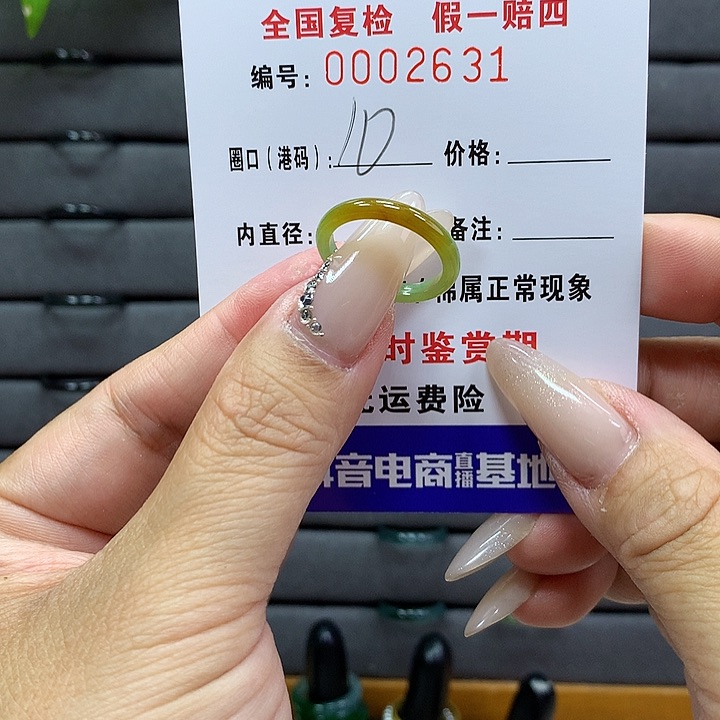 全国复检 假一赔四
编号: 0002631
圈口(港码): 10 价格:
内直径: 备注:
棉属正常现象
时鉴赏期
运费险
音电商直播基地